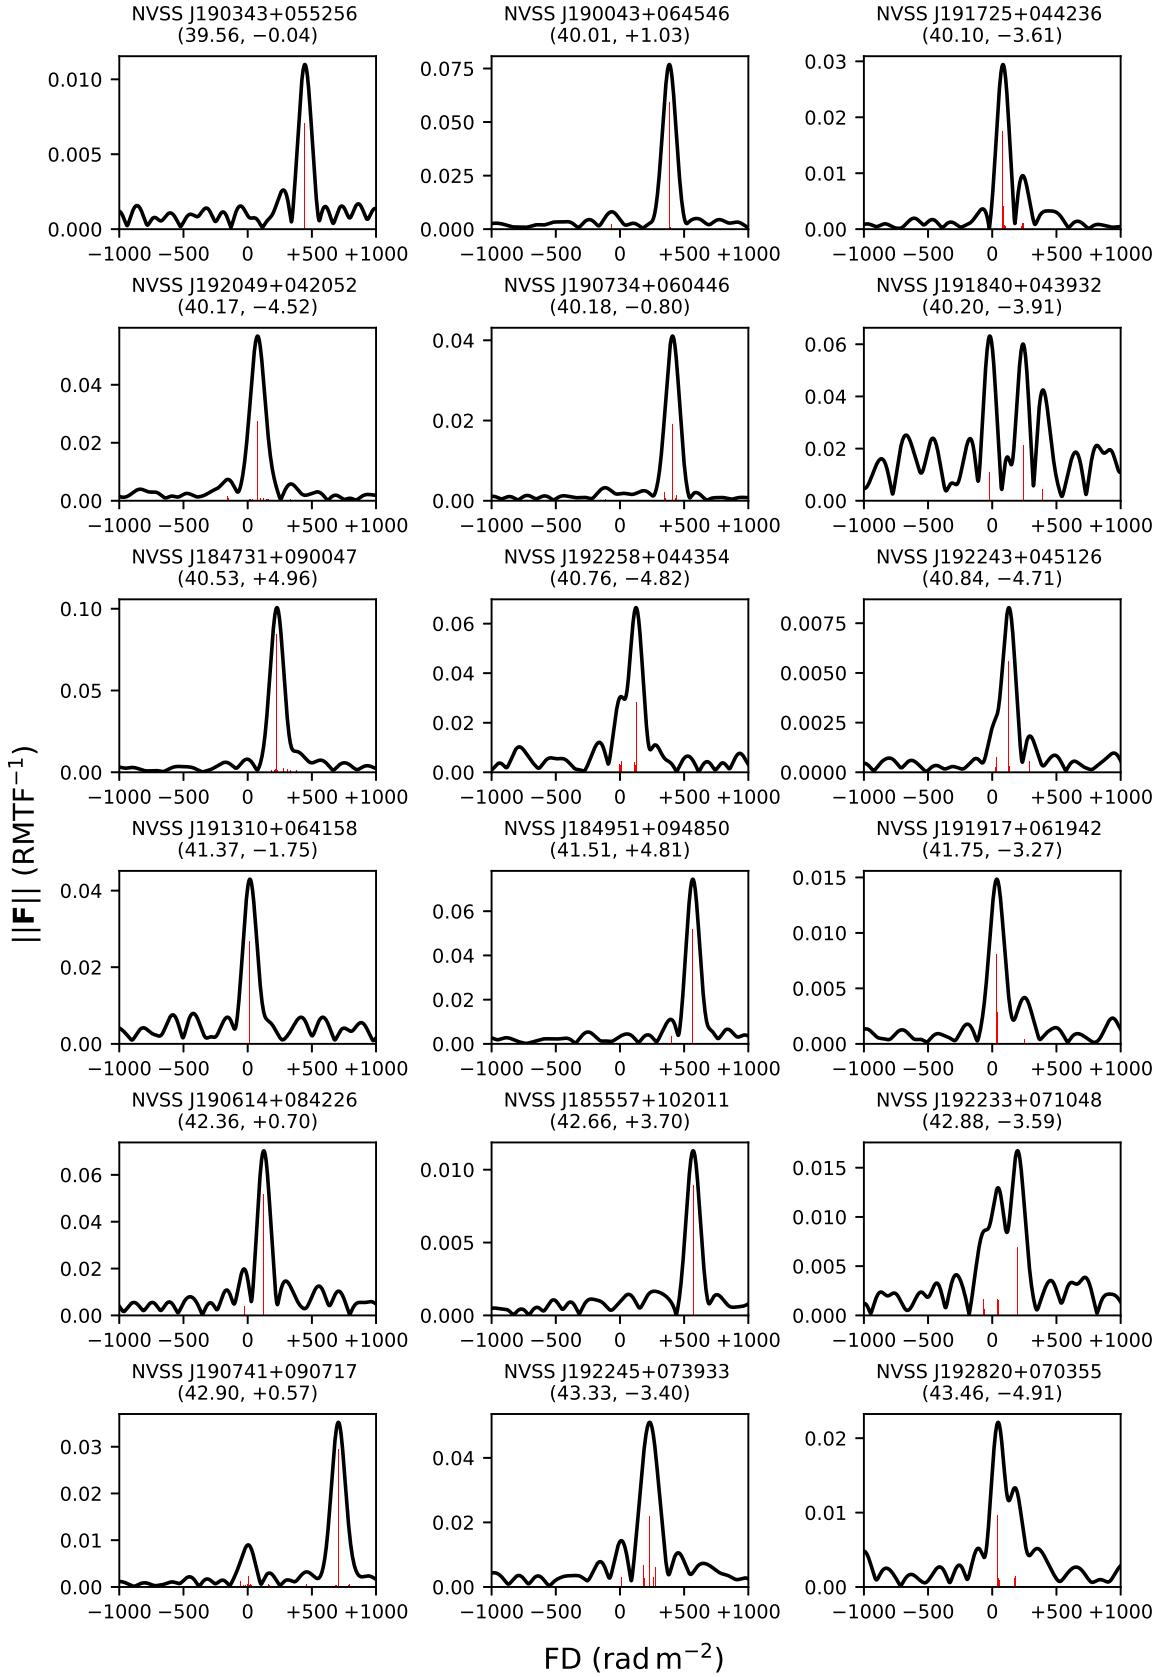 NVSS J190343+055256
(39.56, −0.04)
NVSS J190043+064546
(40.01, +1.03)
NVSS J191725+044236
(40.10, −3.61)
0.010
0.005
0.000
−1000 −500 0 +500 +1000
0.075
0.050
0.025
0.000
−1000 −500 0 +500 +1000
0.03
0.02
0.01
0.00
−1000 −500 0 +500 +1000
NVSS J192049+042052
(40.17, −4.52)
NVSS J190734+060446
(40.18, −0.80)
NVSS J191840+043932
(40.20, −3.91)
0.04
0.02
0.00
−1000 −500 0 +500 +1000
0.04
0.02
0.00
−1000 −500 0 +500 +1000
0.06
0.04
0.02
0.00
−1000 −500 0 +500 +1000
NVSS J184731+090047
(40.53, +4.96)
NVSS J192258+044354
(40.76, −4.82)
NVSS J192243+045126
(40.84, −4.71)
0.10
0.05
0.00
−1000 −500 0 +500 +1000
0.06
0.04
0.02
0.00
−1000 −500 0 +500 +1000
0.0075
0.0050
0.0025
0.0000
−1000 −500 0 +500 +1000
||F|| (RMTF⁻¹)
NVSS J191310+064158
(41.37, −1.75)
NVSS J184951+094850
(41.51, +4.81)
NVSS J191917+061942
(41.75, −3.27)
0.04
0.02
0.00
−1000 −500 0 +500 +1000
0.06
0.04
0.02
0.00
−1000 −500 0 +500 +1000
0.015
0.010
0.005
0.000
−1000 −500 0 +500 +1000
NVSS J190614+084226
(42.36, +0.70)
NVSS J185557+102011
(42.66, +3.70)
NVSS J192233+071048
(42.88, −3.59)
0.06
0.04
0.02
0.00
−1000 −500 0 +500 +1000
0.010
0.005
0.000
−1000 −500 0 +500 +1000
0.015
0.010
0.005
0.000
−1000 −500 0 +500 +1000
NVSS J190741+090717
(42.90, +0.57)
NVSS J192245+073933
(43.33, −3.40)
NVSS J192820+070355
(43.46, −4.91)
0.03
0.02
0.01
0.00
−1000 −500 0 +500 +1000
0.04
0.02
0.00
−1000 −500 0 +500 +1000
0.02
0.01
0.00
−1000 −500 0 +500 +1000
FD (rad m⁻²)